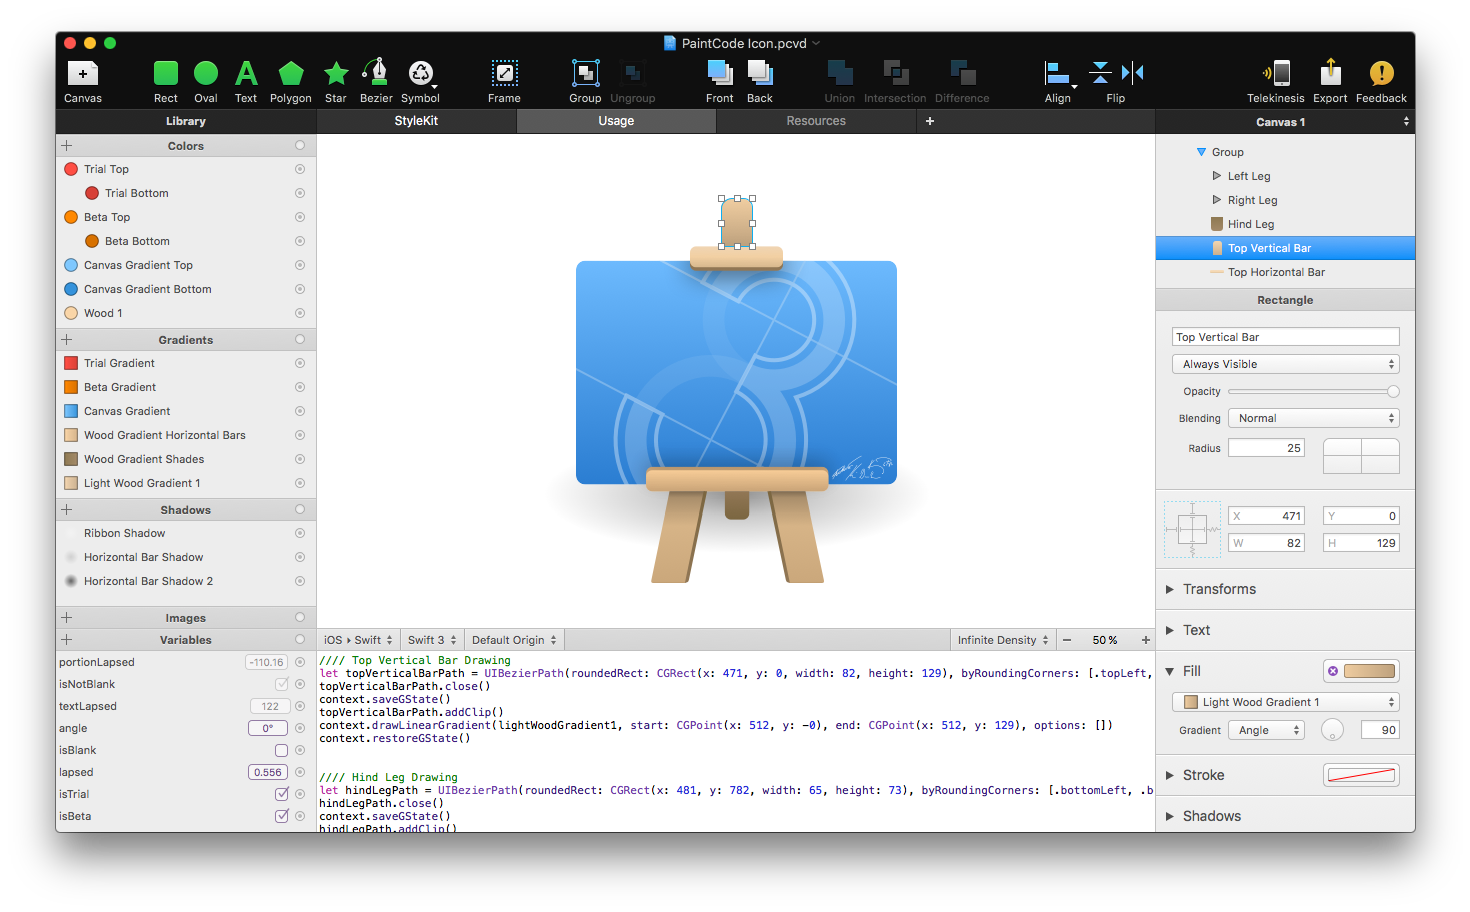 PaintCode Icon.pcvd
Canvas Rect Oval Text Polygon Star Bezier Symbol Frame Group Ungroup Front Back Union Intersection Difference Align Flip Telekinesis Export Feedback
Library StyleKit Usage Resources + Canvas 1
Colors
Trial Top
Trial Bottom
Beta Top
Beta Bottom
Canvas Gradient Top
Canvas Gradient Bottom
Wood 1
Gradients
Trial Gradient
Beta Gradient
Canvas Gradient
Wood Gradient Horizontal Bars
Wood Gradient Shades
Light Wood Gradient 1
Shadows
Ribbon Shadow
Horizontal Bar Shadow
Horizontal Bar Shadow 2
Images
Variables
portionLapsed -110.16
isNotBlank
textLapsed 122
angle 0°
isBlank
lapsed 0.556
isTrial
isBeta
iOS ▸ Swift Swift 3 Default Origin Infinite Density − 50 % +
//// Top Vertical Bar Drawing
let topVerticalBarPath = UIBezierPath(roundedRect: CGRect(x: 471, y: 0, width: 82, height: 129), byRoundingCorners: [.topLeft,
topVerticalBarPath.close()
context.saveGState()
topVerticalBarPath.addClip()
context.drawLinearGradient(lightWoodGradient1, start: CGPoint(x: 512, y: -0), end: CGPoint(x: 512, y: 129), options: [])
context.restoreGState()
//// Hind Leg Drawing
let hindLegPath = UIBezierPath(roundedRect: CGRect(x: 481, y: 782, width: 65, height: 73), byRoundingCorners: [.bottomLeft, .b
hindLegPath.close()
context.saveGState()
hindLegPath.addClip()
Group
Left Leg
Right Leg
Hind Leg
Top Vertical Bar
Top Horizontal Bar
Rectangle
Top Vertical Bar
Always Visible
Opacity
Blending Normal
Radius 25
X 471 Y 0
W 82 H 129
Transforms
Text
Fill
Light Wood Gradient 1
Gradient Angle 90
Stroke
Shadows